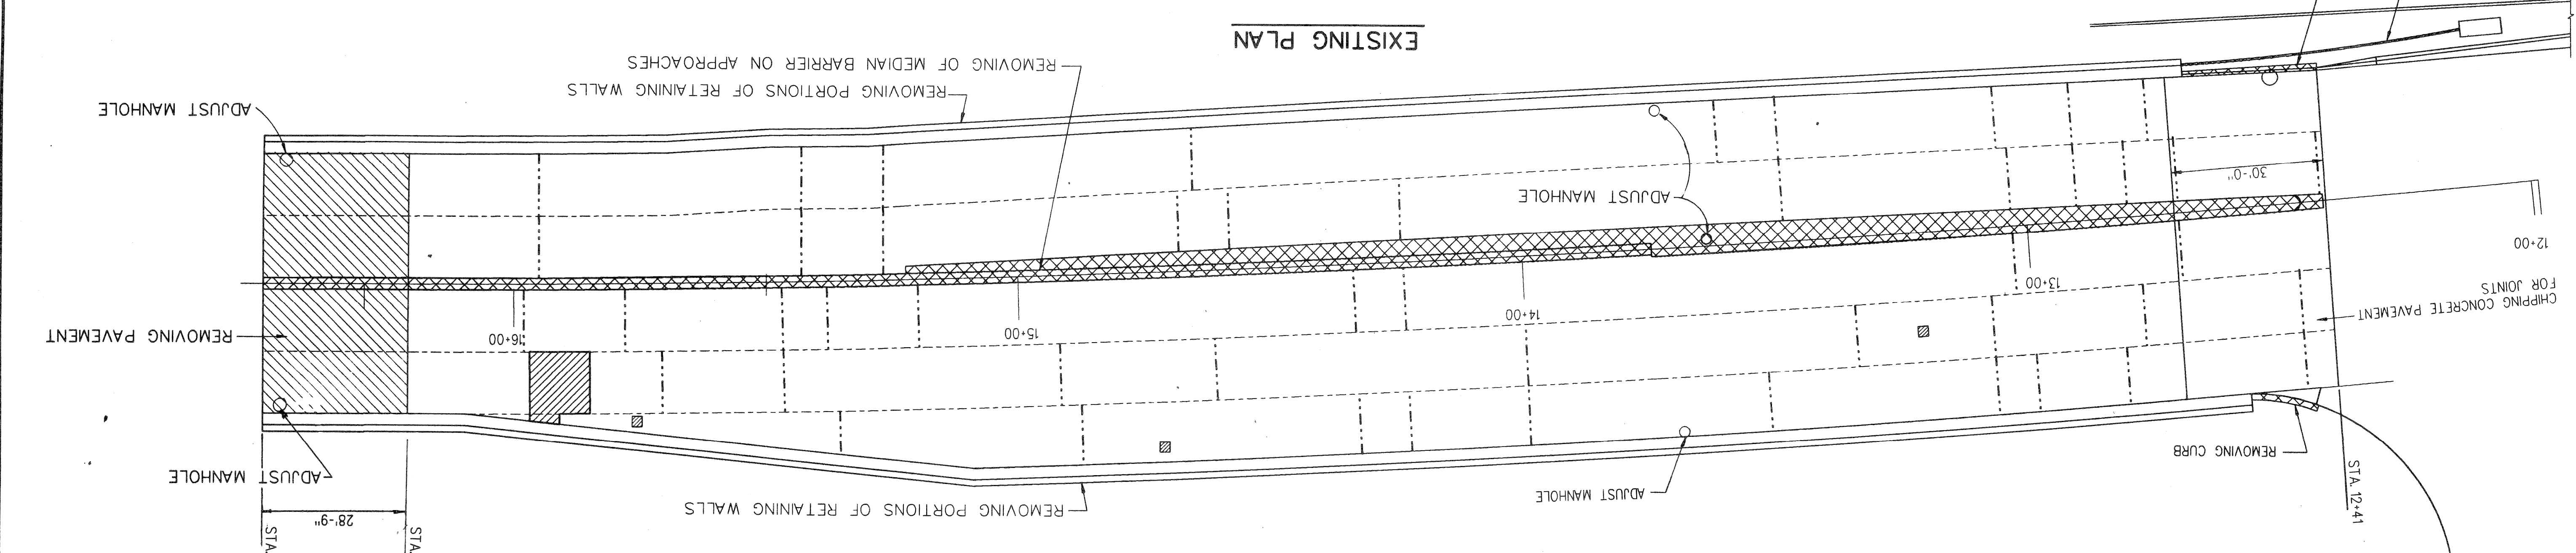 STA. 12+41
REMOVING CURB
ADJUST MANHOLE
REMOVING PORTIONS OF RETAINING WALLS
28'-9"
STA.
STA.
ADJUST
MANHOLE
CHIPPING CONCRETE PAVEMENT
FOR JOINTS
12+00
13+00
14+00
15+00
16+00
REMOVING PAVEMENT
30'-0"
ADJUST MANHOLE
ADJUST MANHOLE
REMOVING PORTIONS OF RETAINING WALLS
REMOVING OF MEDIAN BARRIER ON APPROACHES
EXISTING PLAN